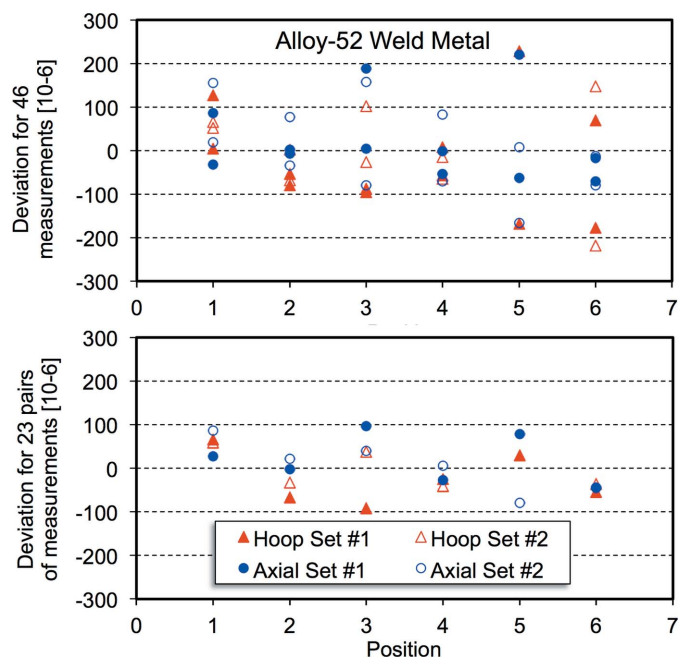 Alloy-52 Weld Metal
Deviation for 46
measurements [10-6]
300
200
100
0
-100
-200
-300
0 1 2 3 4 5 6 7
Deviation for 23 pairs
of measurements [10-6]
300
200
100
0
-100
-200
-300
Hoop Set #1 Hoop Set #2
Axial Set #1 Axial Set #2
0 1 2 3 4 5 6 7
Position